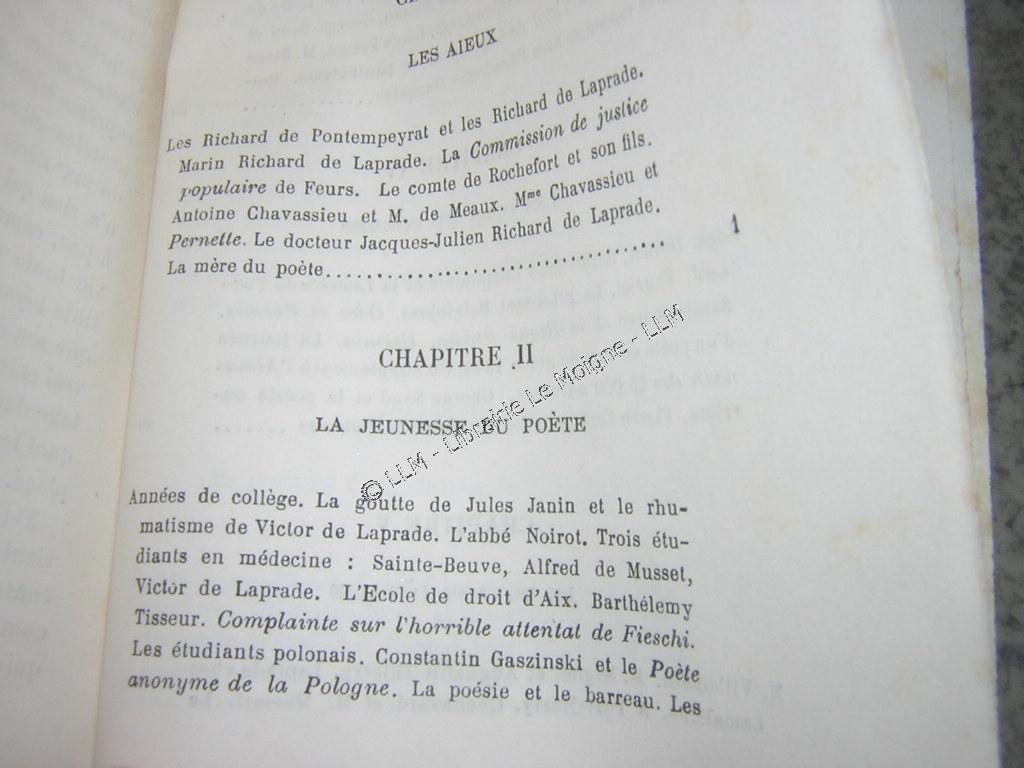 LES AIEUX
Les Richard de Pontempeyrat et les Richard de Laprade.
Marin Richard de Laprade. La Commission de justice
populaire de Feurs. Le comte de Rochefort et son fils.
Antoine Chavassieu et M. de Meaux. Mme Chavassieu et
Pernette. Le docteur Jacques-Julien Richard de Laprade.
La mère du poète........................................ 1
CHAPITRE II
LA JEUNESSE DU POÈTE
Années de collège. La goutte de Jules Janin et le rhu-
matisme de Victor de Laprade. L'abbé Noirot. Trois étu-
diants en médecine : Sainte-Beuve, Alfred de Musset,
Victor de Laprade. L'Ecole de droit d'Aix. Barthélemy
Tisseur. Complainte sur l'horrible attentat de Fieschi.
Les étudiants polonais. Constantin Gaszinski et le Poète
anonyme de la Pologne. La poésie et le barreau. Les
© LLM - Librairie Le Moigne - LLM